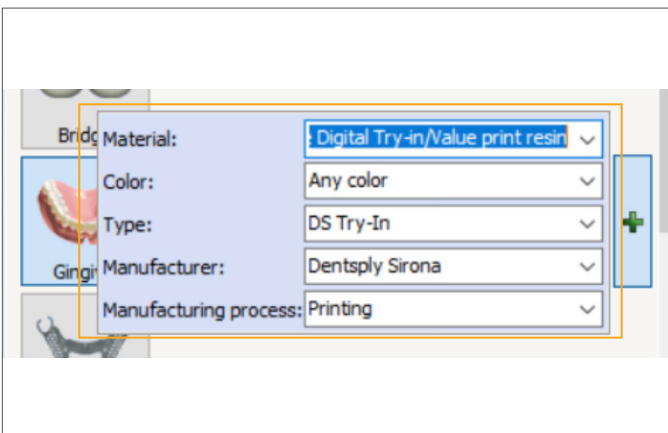 Bridg
Material: : Digital Try-in/Value print resin
Color: Any color
Type: DS Try-In
Gingi
Manufacturer: Dentsply Sirona
Manufacturing process: Printing